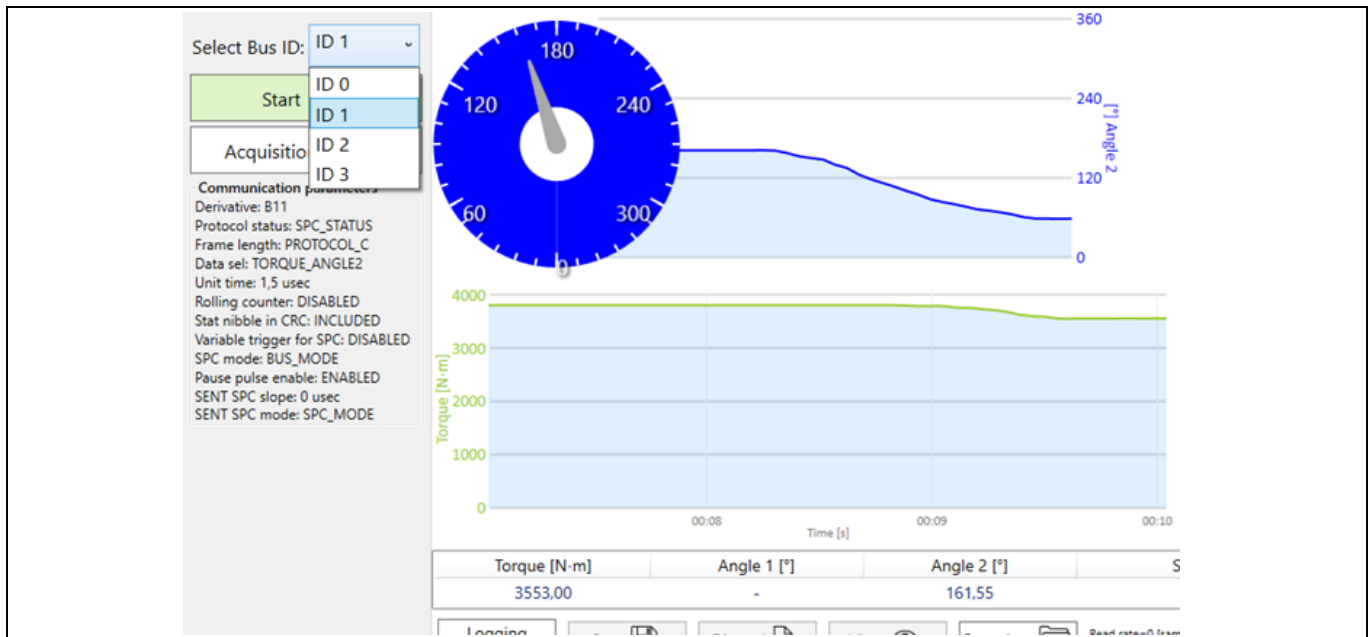 Select Bus ID: ID 1
ID 0
ID 1
ID 2
ID 3
Start
Acquisitio
Communication parameters
Derivative: B11
Protocol status: SPC_STATUS
Frame length: PROTOCOL_C
Data sel: TORQUE_ANGLE2
Unit time: 1,5 usec
Rolling counter: DISABLED
Stat nibble in CRC: INCLUDED
Variable trigger for SPC: DISABLED
SPC mode: BUS_MODE
Pause pulse enable: ENABLED
SENT SPC slope: 0 usec
SENT SPC mode: SPC_MODE
180
120
240
60
300
0
360
240
120
0
[°] Angle 2
4000
3000
2000
1000
0
Torque [N·m]
00:08
00:09
00:10
Time [s]
Torque [N·m] Angle 1 [°] Angle 2 [°] S
3553,00 - 161,55
Logging
Read rate=0 [sam